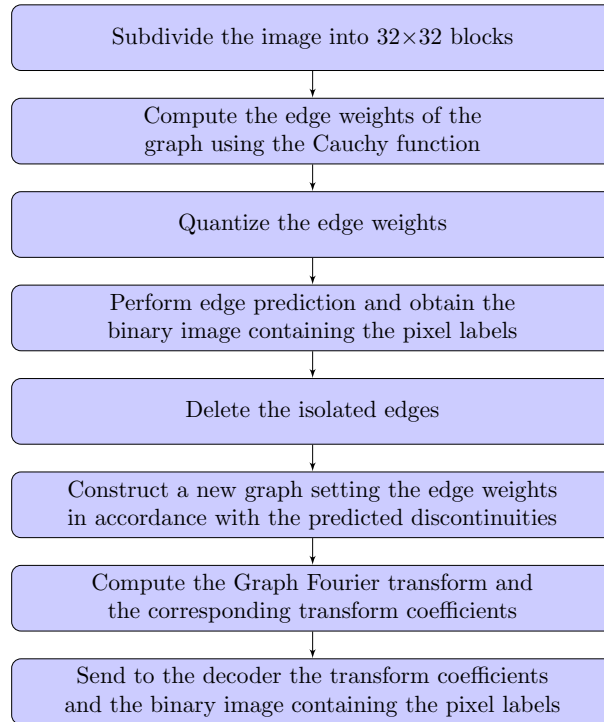 Subdivide the image into 32×32 blocks
Compute the edge weights of the
graph using the Cauchy function
Quantize the edge weights
Perform edge prediction and obtain the
binary image containing the pixel labels
Delete the isolated edges
Construct a new graph setting the edge weights
in accordance with the predicted discontinuities
Compute the Graph Fourier transform and
the corresponding transform coefficients
Send to the decoder the transform coefficients
and the binary image containing the pixel labels